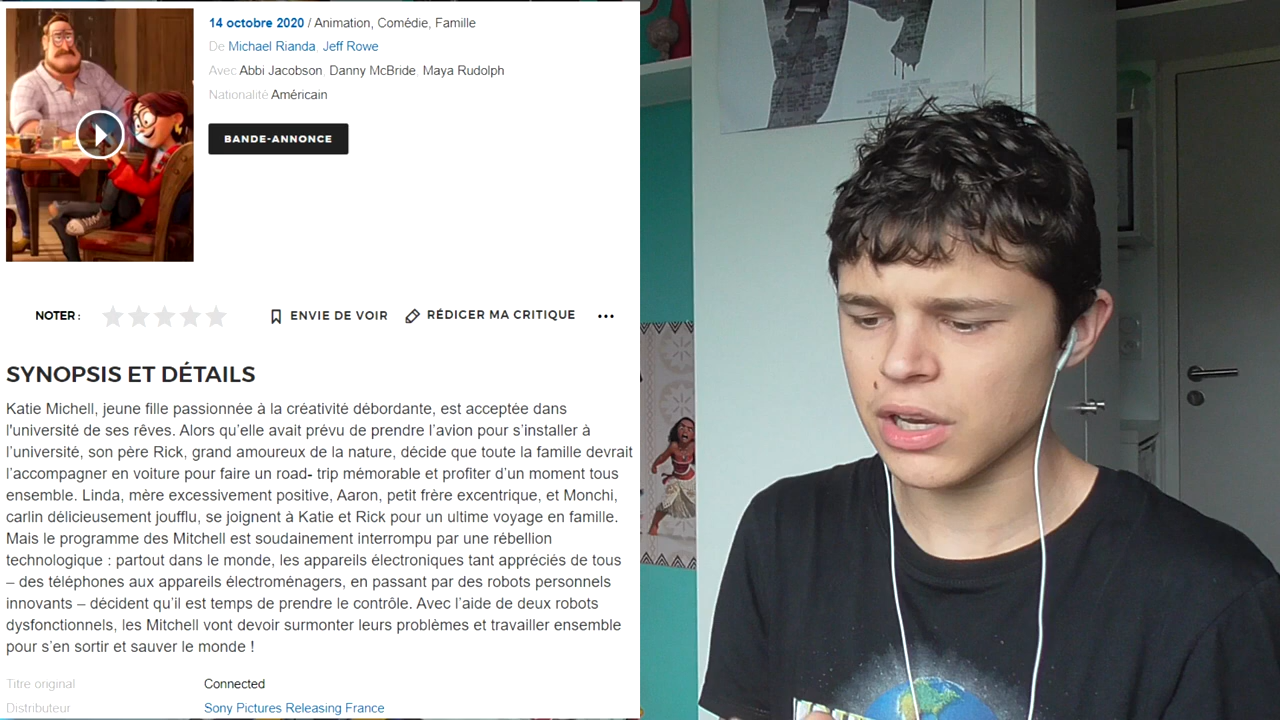 14 octobre 2020 / Animation, Comédie, Famille
De Michael Rianda, Jeff Rowe
Avec Abbi Jacobson, Danny McBride, Maya Rudolph
Nationalité Américain
BANDE-ANNONCE
NOTER :
ENVIE DE VOIR
RÉDIGER MA CRITIQUE
SYNOPSIS ET DÉTAILS
Katie Michell, jeune fille passionnée à la créativité débordante, est acceptée dans
l'université de ses rêves. Alors qu'elle avait prévu de prendre l'avion pour s'installer à
l'université, son père Rick, grand amoureux de la nature, décide que toute la famille devrait
l'accompagner en voiture pour faire un road- trip mémorable et profiter d'un moment tous
ensemble. Linda, mère excessivement positive, Aaron, petit frère excentrique, et Monchi,
carlin délicieusement joufflu, se joignent à Katie et Rick pour un ultime voyage en famille.
Mais le programme des Mitchell est soudainement interrompu par une rébellion
technologique : partout dans le monde, les appareils électroniques tant appréciés de tous
– des téléphones aux appareils électroménagers, en passant par des robots personnels
innovants – décident qu'il est temps de prendre le contrôle. Avec l'aide de deux robots
dysfonctionnels, les Mitchell vont devoir surmonter leurs problèmes et travailler ensemble
pour s'en sortir et sauver le monde !
Titre original Connected
Distributeur Sony Pictures Releasing France